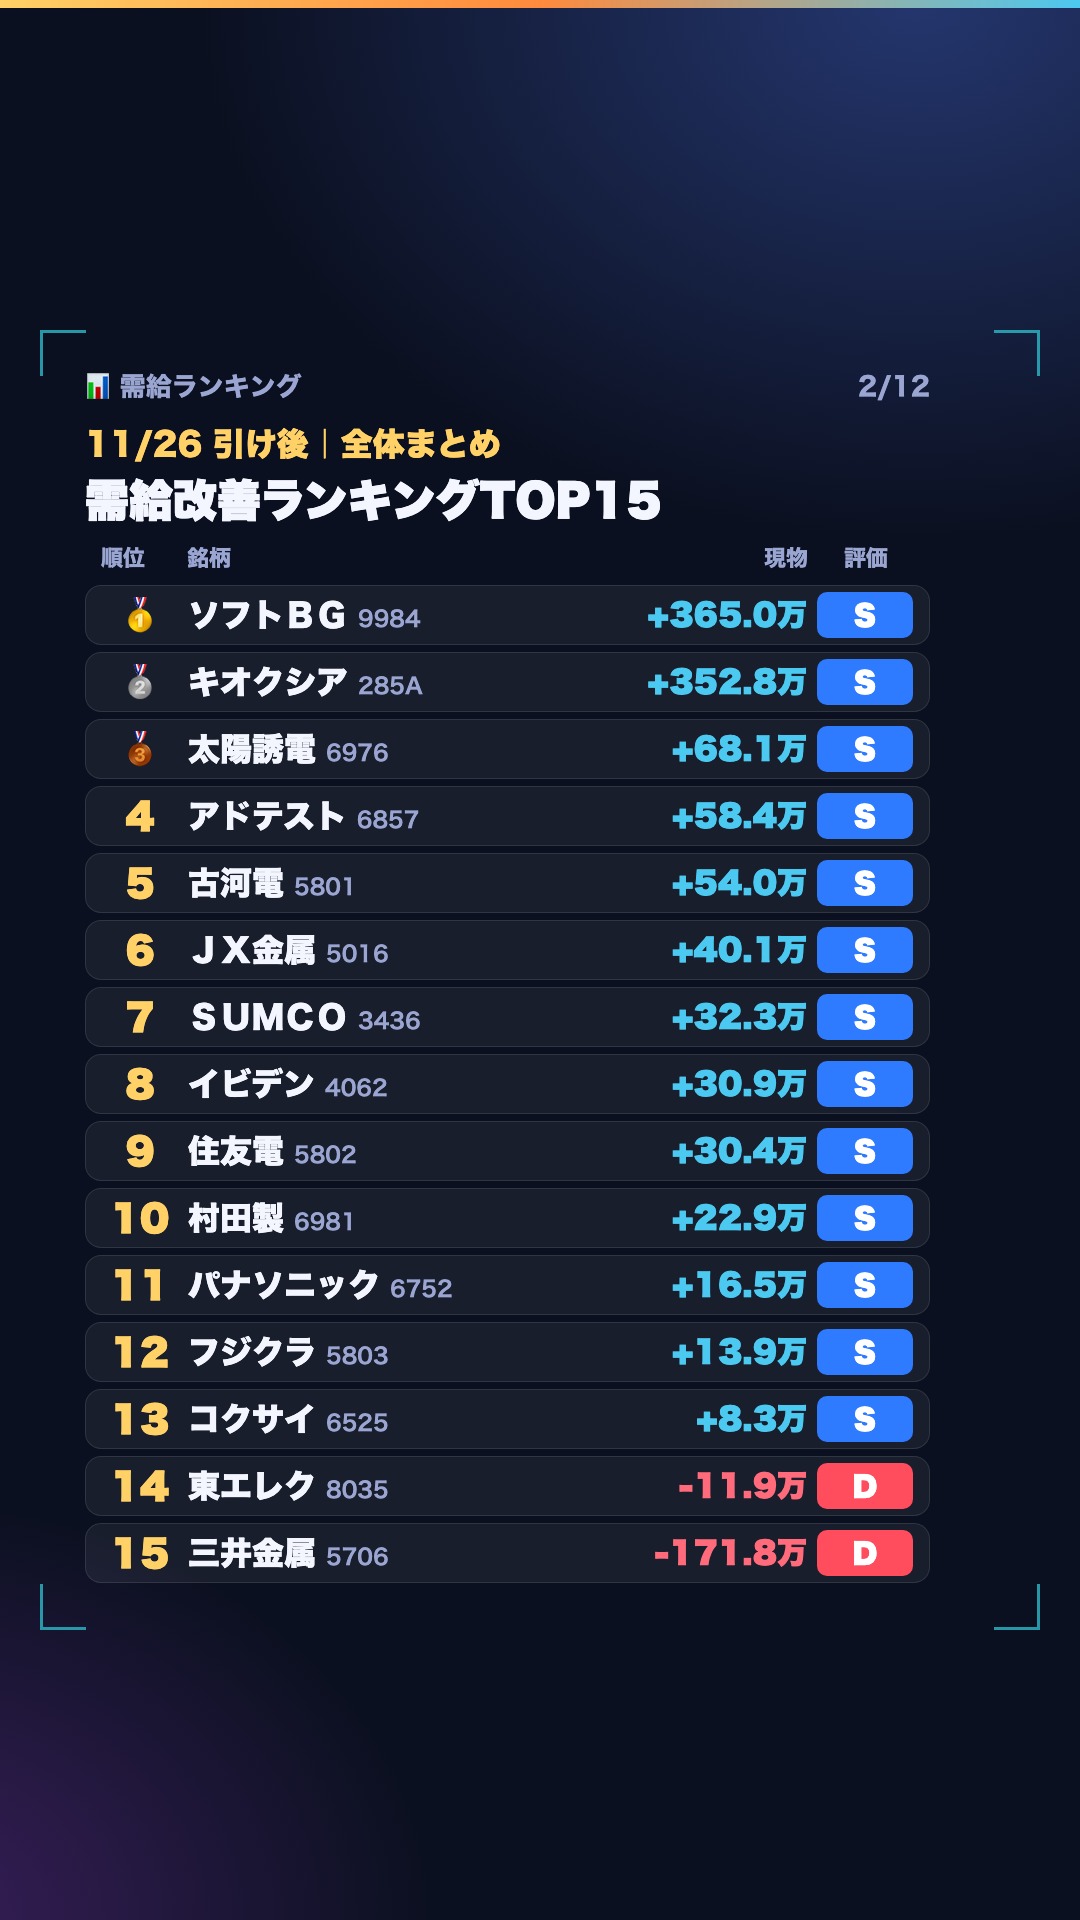 📊 需給ランキング 2/12
11/26 引け後｜全体まとめ
需給改善ランキングTOP15
順位 銘柄 現物 評価
🥇 ソフトＢＧ 9984 +365.0万 S
🥈 キオクシア 285A +352.8万 S
🥉 太陽誘電 6976 +68.1万 S
4 アドテスト 6857 +58.4万 S
5 古河電 5801 +54.0万 S
6 ＪＸ金属 5016 +40.1万 S
7 ＳＵＭＣＯ 3436 +32.3万 S
8 イビデン 4062 +30.9万 S
9 住友電 5802 +30.4万 S
10 村田製 6981 +22.9万 S
11 パナソニック 6752 +16.5万 S
12 フジクラ 5803 +13.9万 S
13 コクサイ 6525 +8.3万 S
14 東エレク 8035 -11.9万 D
15 三井金属 5706 -171.8万 D